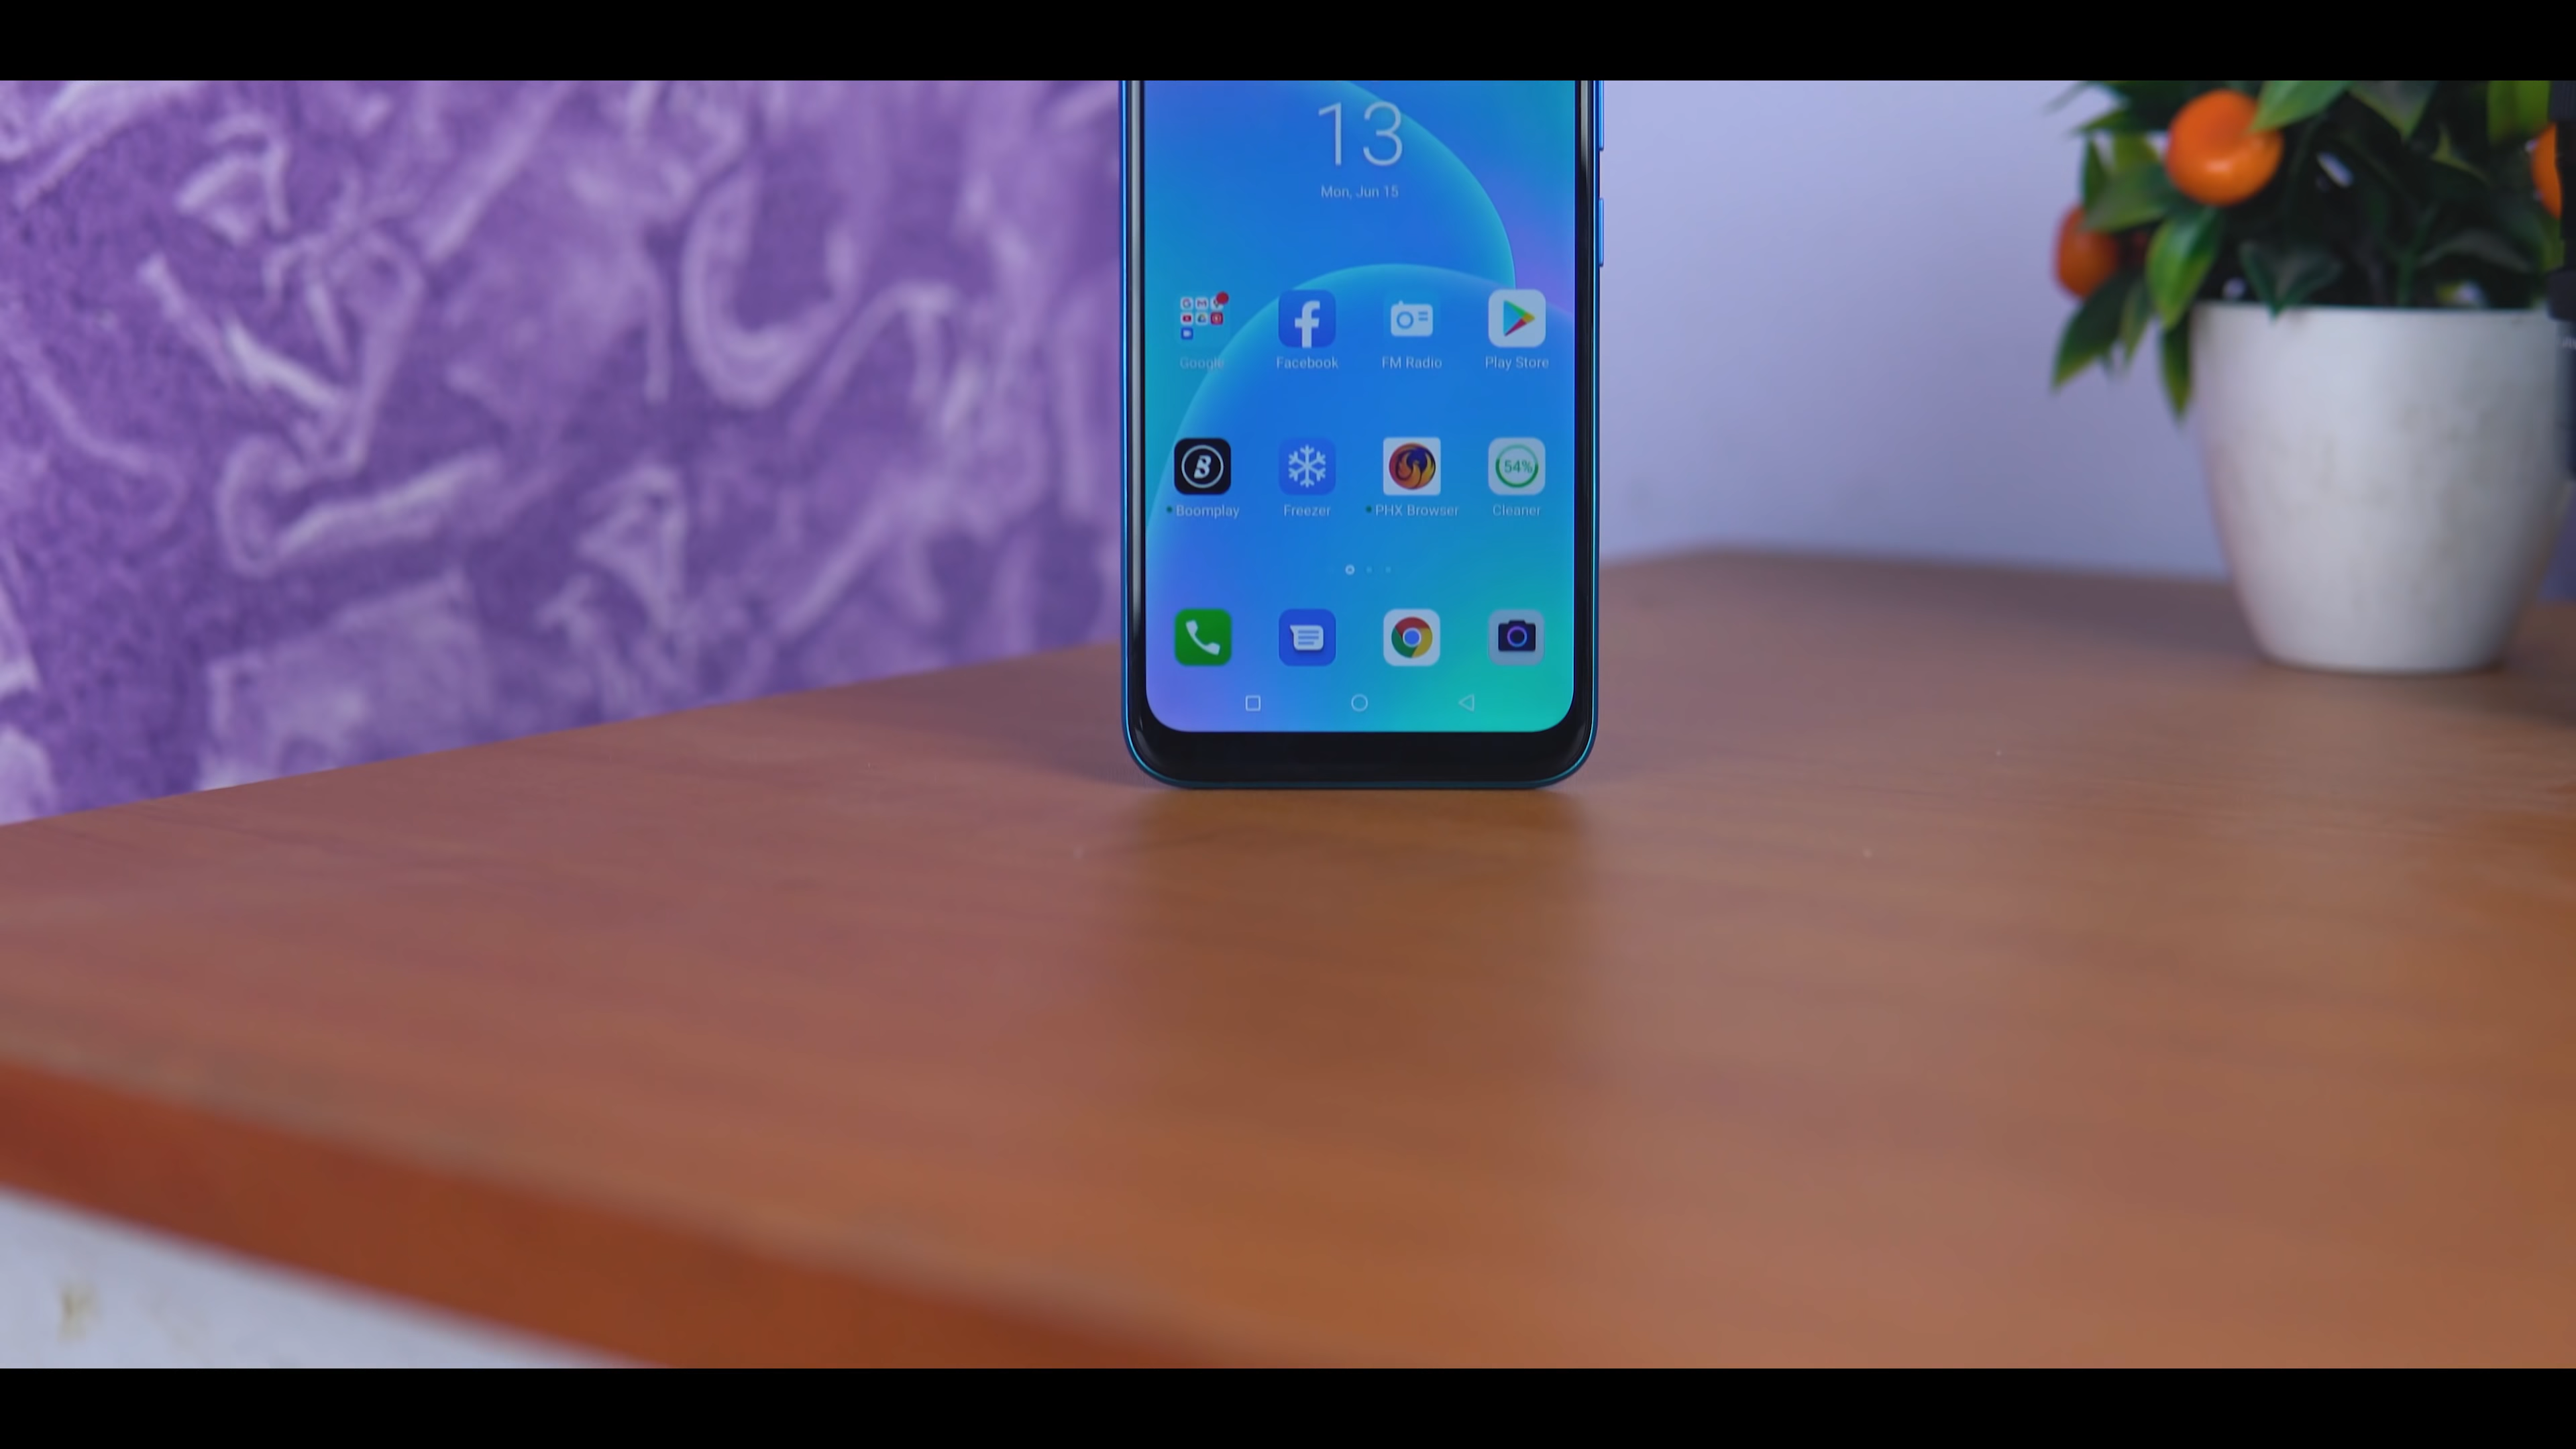 13
Mon, Jun 15
Google Facebook FM Radio Play Store
54%
Boomplay Freezer PHX Browser Cleaner